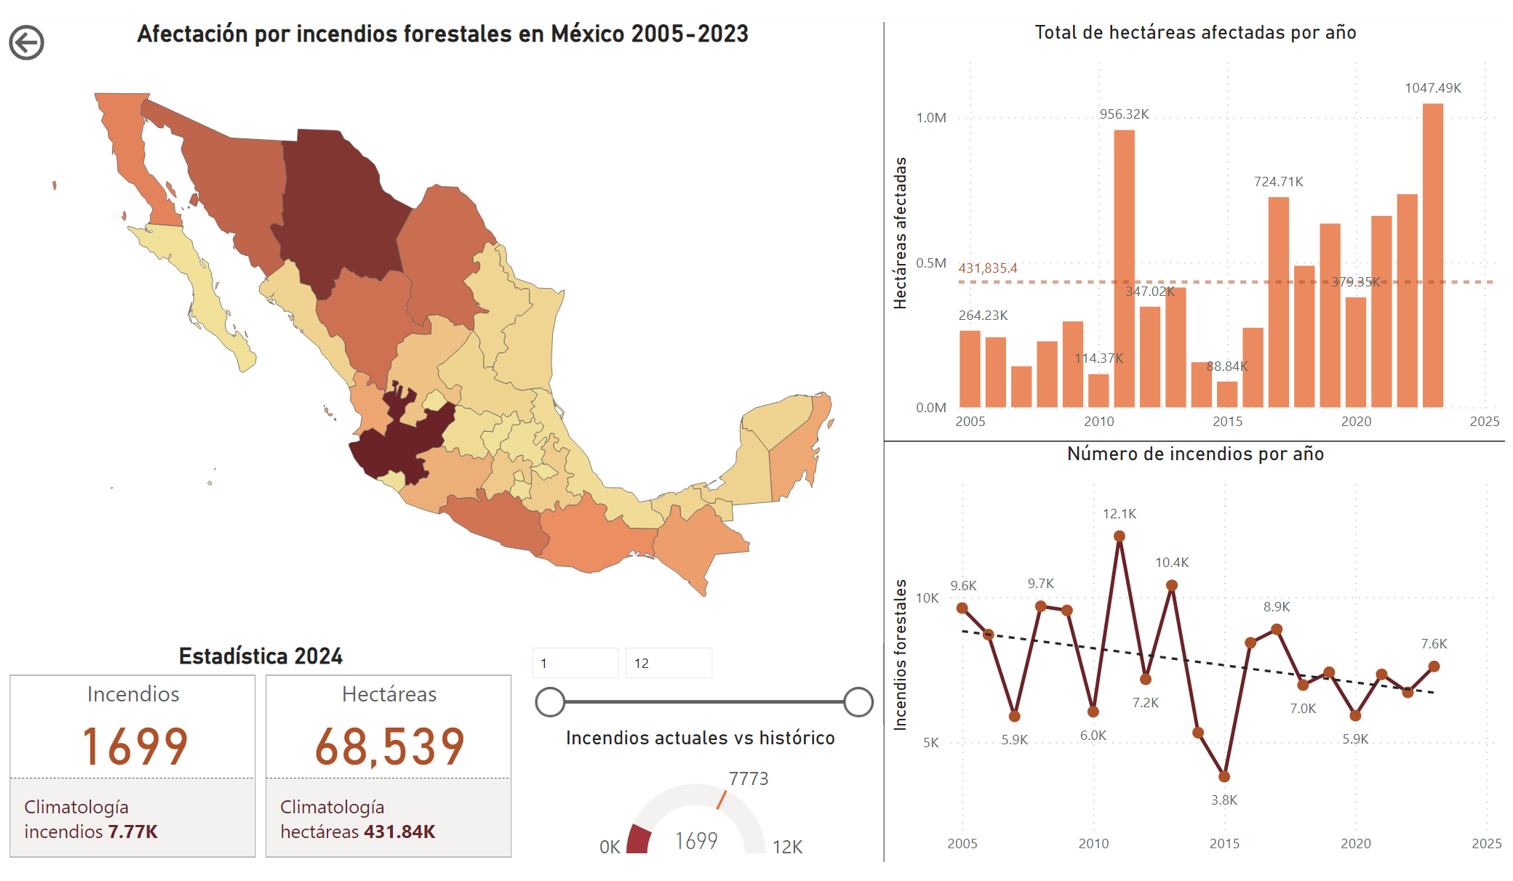 Afectación por incendios forestales en México 2005-2023
Estadística 2024
Incendios
1699
Climatología
incendios 7.77K
Hectáreas
68,539
Climatología
hectáreas 431.84K
1
12
Incendios actuales vs histórico
7773
0K
1699
12K
Total de hectáreas afectadas por año
Hectáreas afectadas
1.0M
0.5M
0.0M
431,835.4
264.23K
114.37K
956.32K
347.02K
88.84K
724.71K
379.35K
1047.49K
2005
2010
2015
2020
2025
Número de incendios por año
Incendios forestales
10K
5K
9.6K
5.9K
9.7K
6.0K
12.1K
7.2K
10.4K
3.8K
8.9K
7.0K
5.9K
7.6K
2005
2010
2015
2020
2025